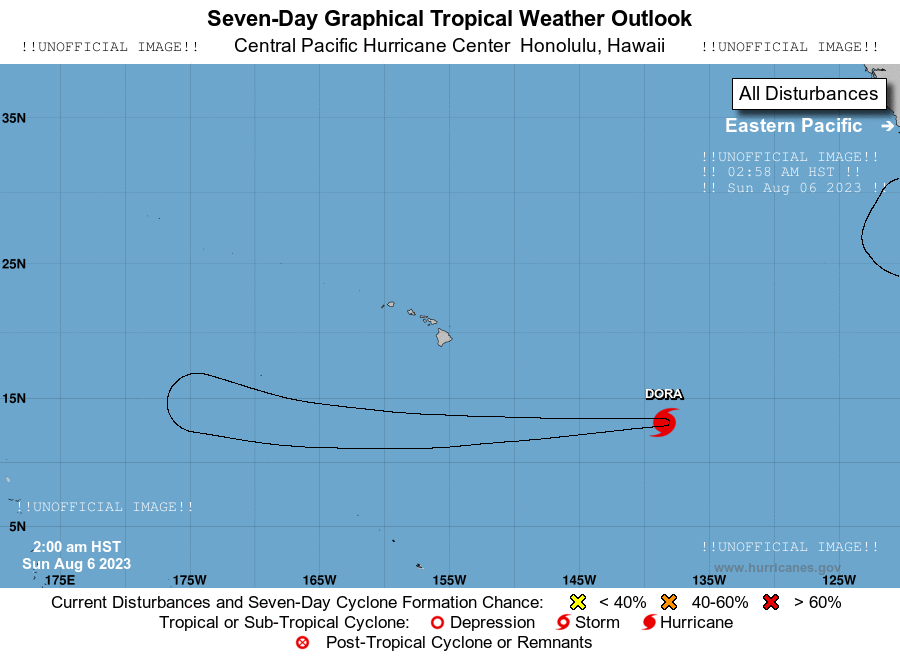 Seven-Day Graphical Tropical Weather Outlook
!!UNOFFICIAL IMAGE!! Central Pacific Hurricane Center Honolulu, Hawaii !!UNOFFICIAL IMAGE!!
All Disturbances
35N
Eastern Pacific ➔
!!UNOFFICIAL IMAGE!!
!! 02:58 AM HST !!
!! Sun Aug 06 2023 !!
25N
15N
DORA
!!UNOFFICIAL IMAGE!!
5N
2:00 am HST
Sun Aug 6 2023
!!UNOFFICIAL IMAGE!!
www.hurricanes.gov
175E 175W 165W 155W 145W 135W 125W
Current Disturbances and Seven-Day Cyclone Formation Chance: < 40% 40-60% > 60%
Tropical or Sub-Tropical Cyclone: Depression Storm Hurricane
Post-Tropical Cyclone or Remnants